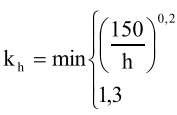 k_h = min { (150/h)^0,2
1,3